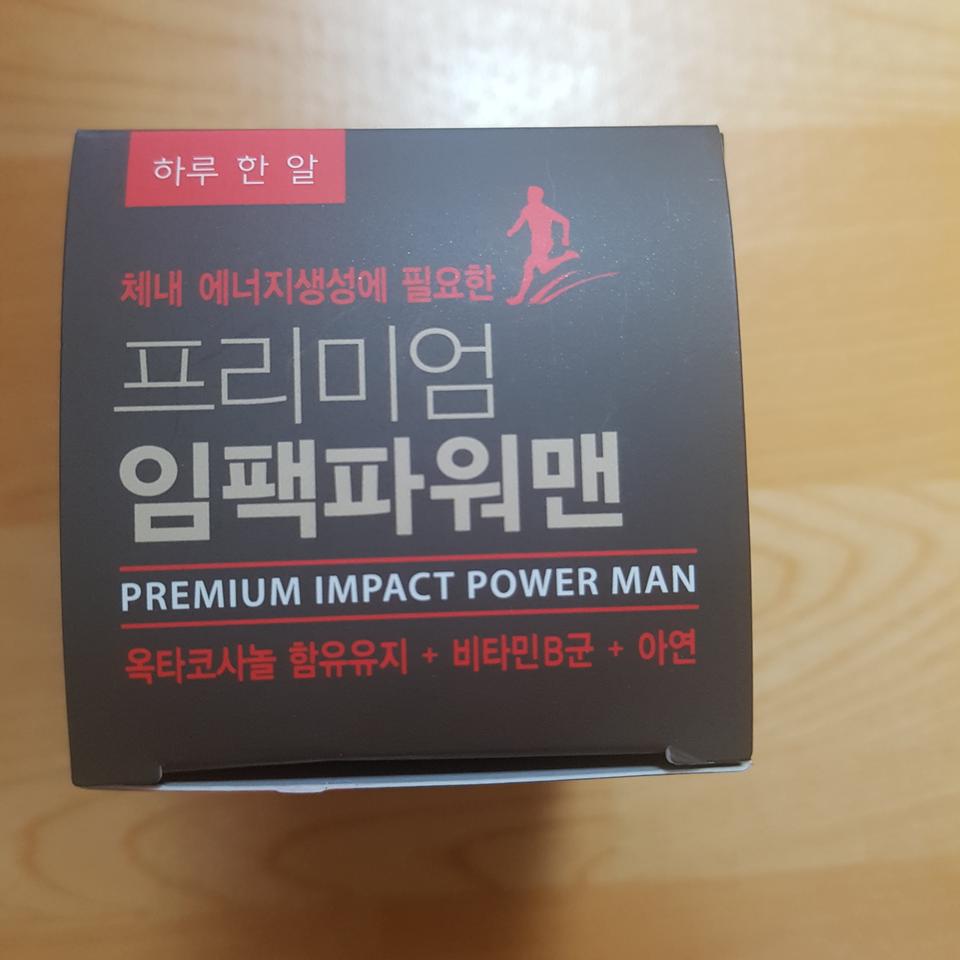 하루 한 알
체내 에너지생성에 필요한
프리미엄
임팩파워맨
PREMIUM IMPACT POWER MAN
옥타코사놀 함유유지 + 비타민B군 + 아연